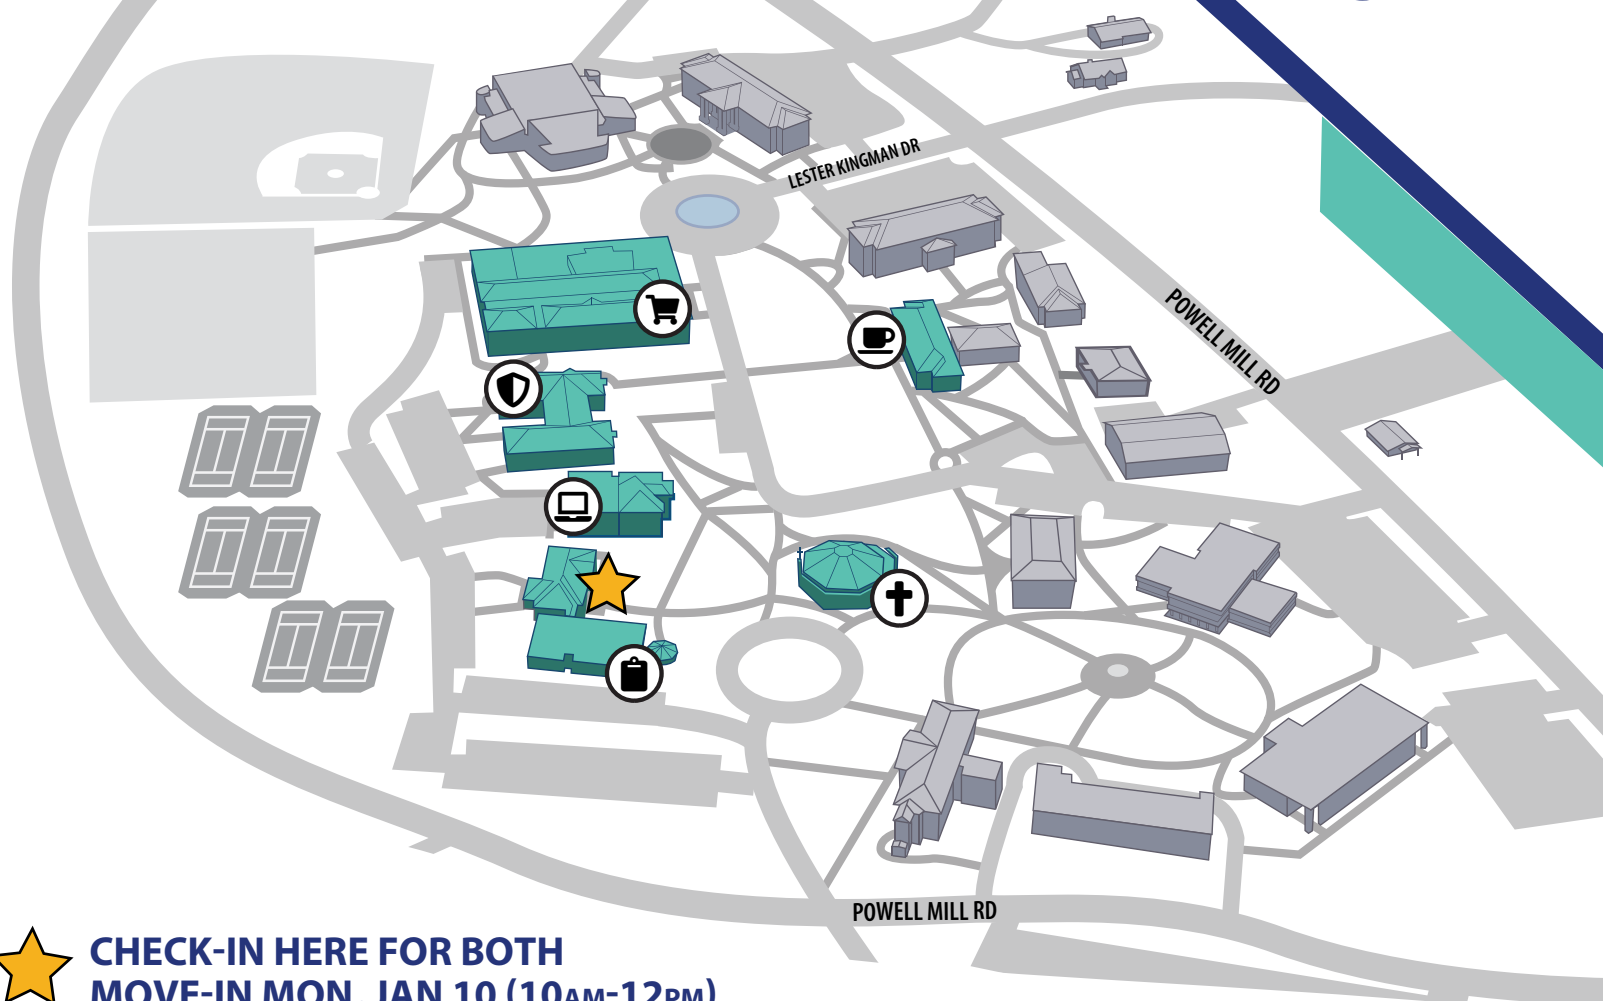 LESTER KINGMAN DR
POWELL MILL RD
POWELL MILL RD
CHECK-IN HERE FOR BOTH
MOVE-IN MON. JAN 10 (10AM-12PM)